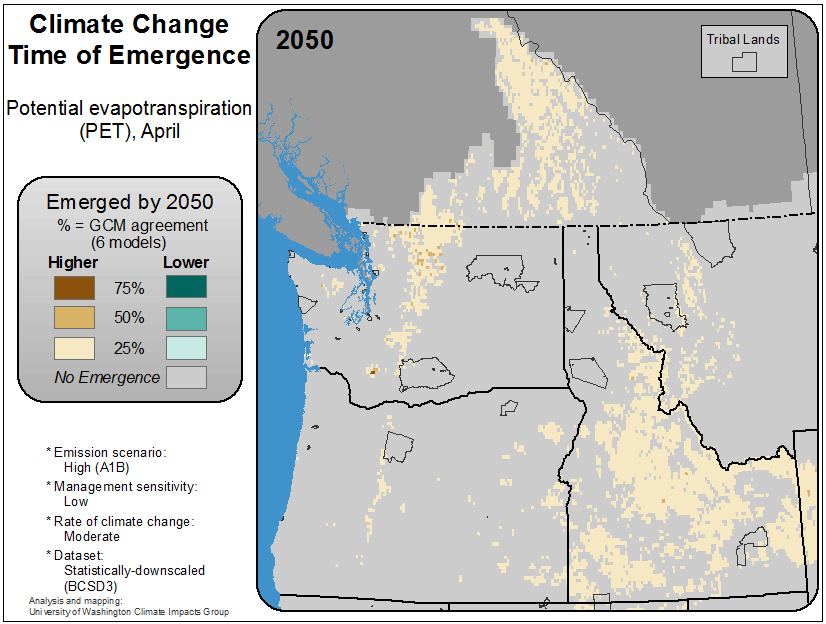 Climate Change
Time of Emergence
Potential evapotranspiration
(PET), April
Emerged by 2050
% = GCM agreement
(6 models)
Higher Lower
75%
50%
25%
No Emergence
* Emission scenario:
High (A1B)
* Management sensitivity:
Low
* Rate of climate change:
Moderate
* Dataset:
Statistically-downscaled
(BCSD3)
Analysis and mapping:
University of Washington Climate Impacts Group
2050
Tribal Lands